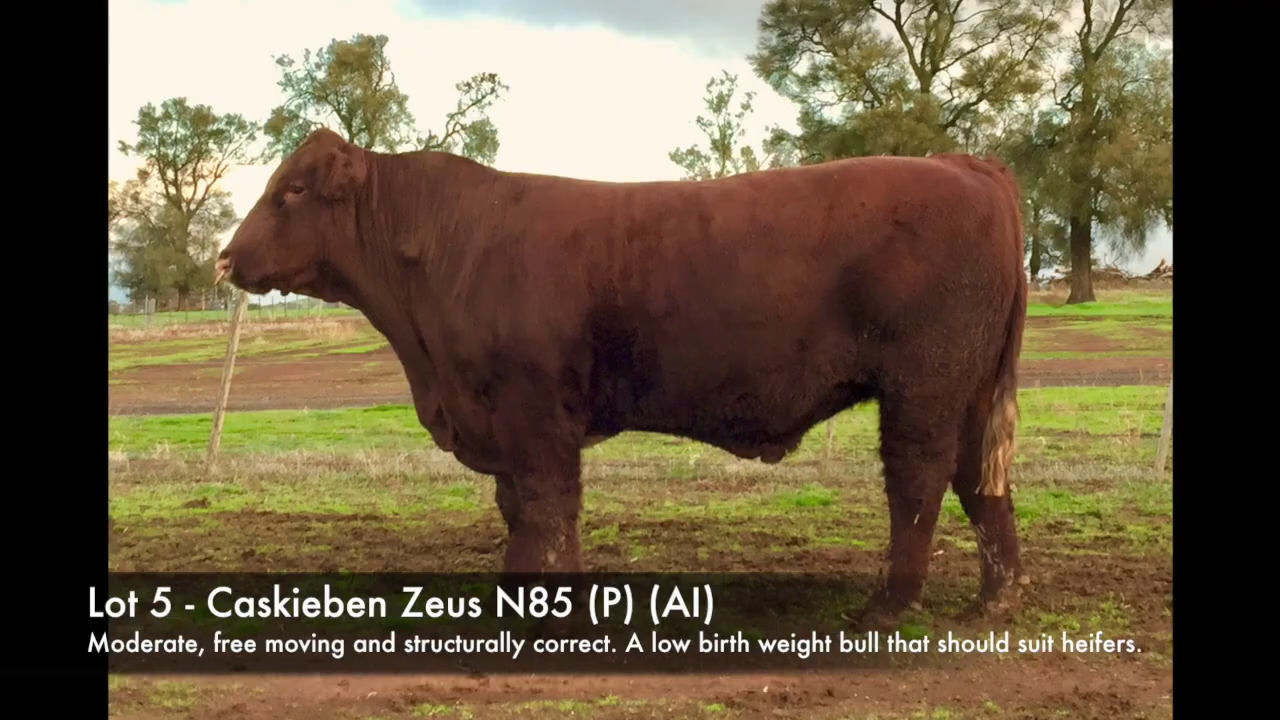 Lot 5 - Caskieben Zeus N85 (P) (AI)
Moderate, free moving and structurally correct. A low birth weight bull that should suit heifers.